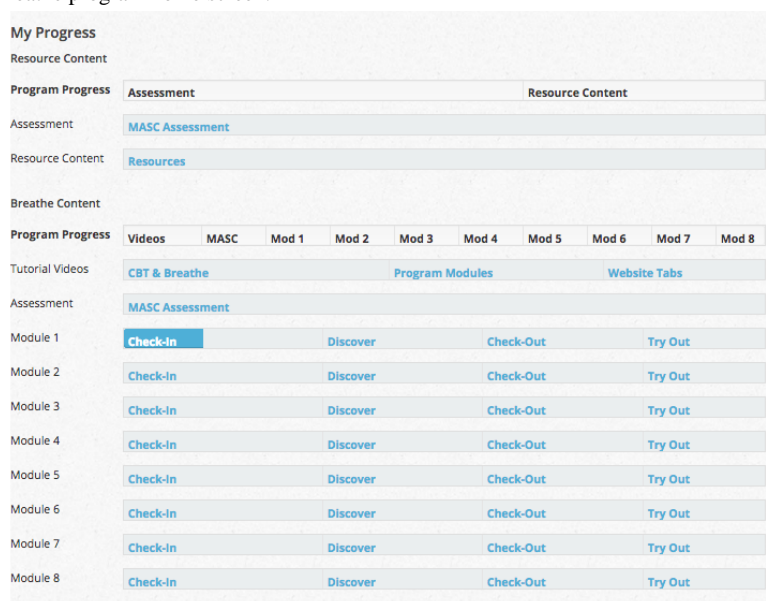 My Progress
Resource Content
Program Progress Assessment Resource Content
Assessment MASC Assessment
Resource Content Resources
Breathe Content
Program Progress Videos MASC Mod 1 Mod 2 Mod 3 Mod 4 Mod 5 Mod 6 Mod 7 Mod 8
Tutorial Videos CBT & Breathe Program Modules Website Tabs
Assessment MASC Assessment
Module 1 Check-In Discover Check-Out Try Out
Module 2 Check-In Discover Check-Out Try Out
Module 3 Check-In Discover Check-Out Try Out
Module 4 Check-In Discover Check-Out Try Out
Module 5 Check-In Discover Check-Out Try Out
Module 6 Check-In Discover Check-Out Try Out
Module 7 Check-In Discover Check-Out Try Out
Module 8 Check-In Discover Check-Out Try Out